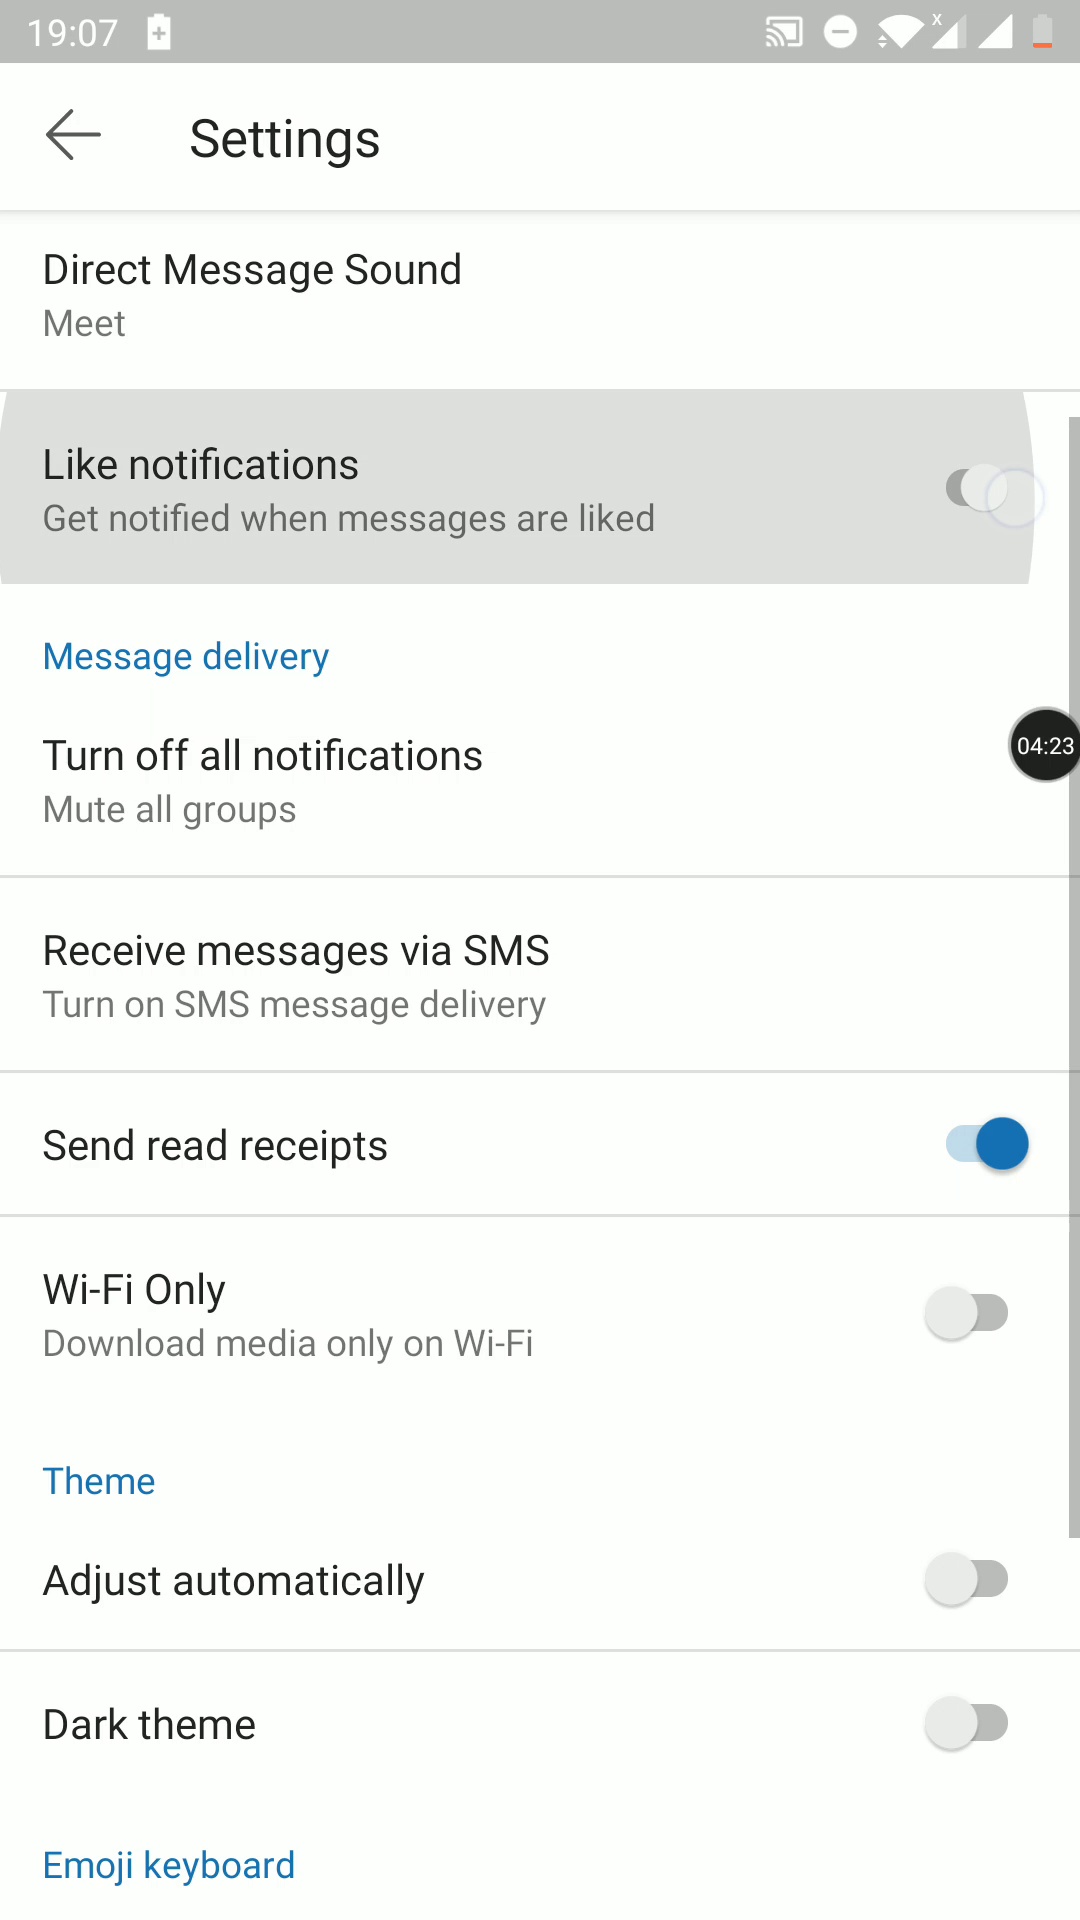 19:07
x
Settings
Direct Message Sound
Meet
Like notifications
Get notified when messages are liked
Message delivery
04:23
Turn off all notifications
Mute all groups
Receive messages via SMS
Turn on SMS message delivery
Send read receipts
Wi-Fi Only
Download media only on Wi-Fi
Theme
Adjust automatically
Dark theme
Emoji keyboard